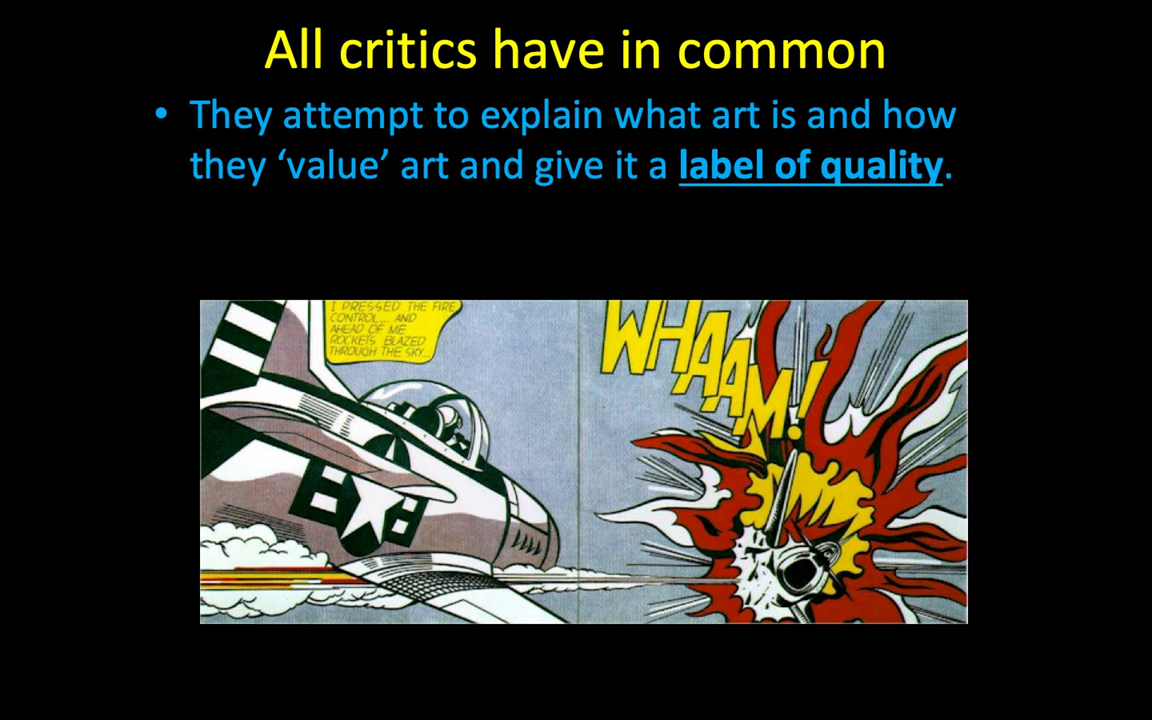 All critics have in common
• They attempt to explain what art is and how
they ‘value’ art and give it a label of quality.
I PRESSED THE FIRE
CONTROL... AND
AHEAD OF ME
ROCKETS BLAZED
THROUGH THE SKY...
WHAAM!